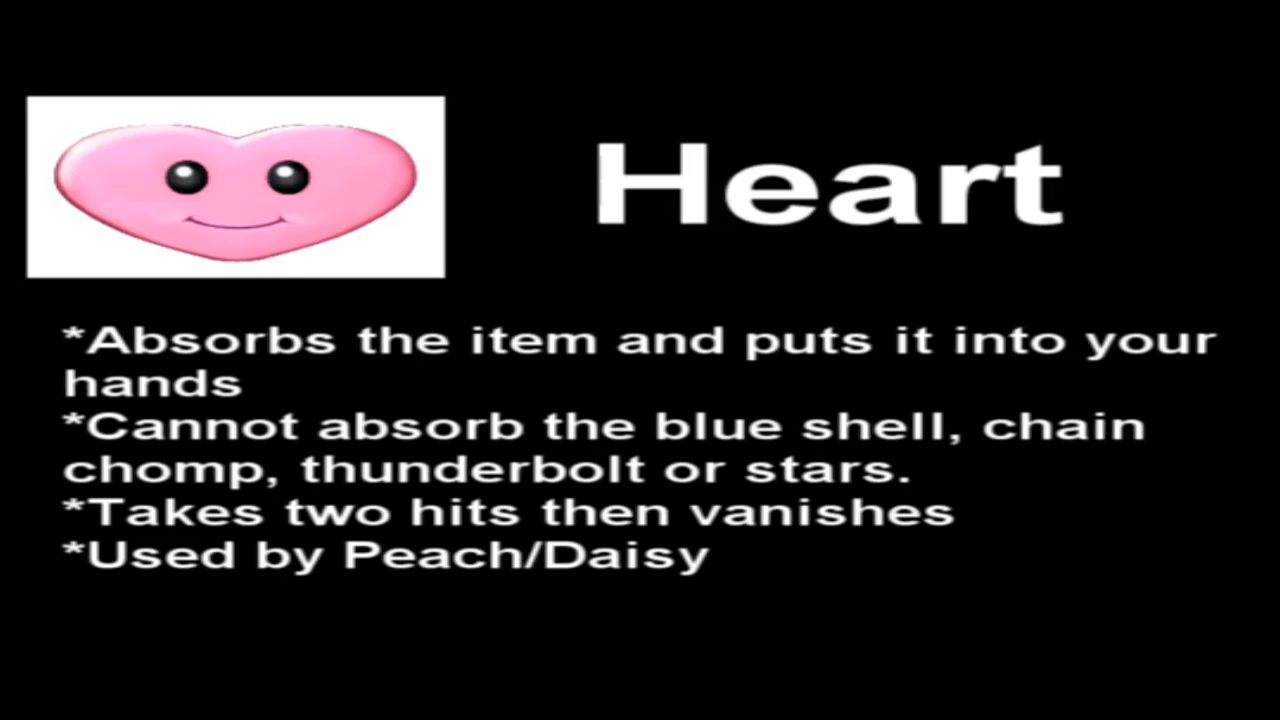 Heart
*Absorbs the item and puts it into your
hands
*Cannot absorb the blue shell, chain
chomp, thunderbolt or stars.
*Takes two hits then vanishes
*Used by Peach/Daisy